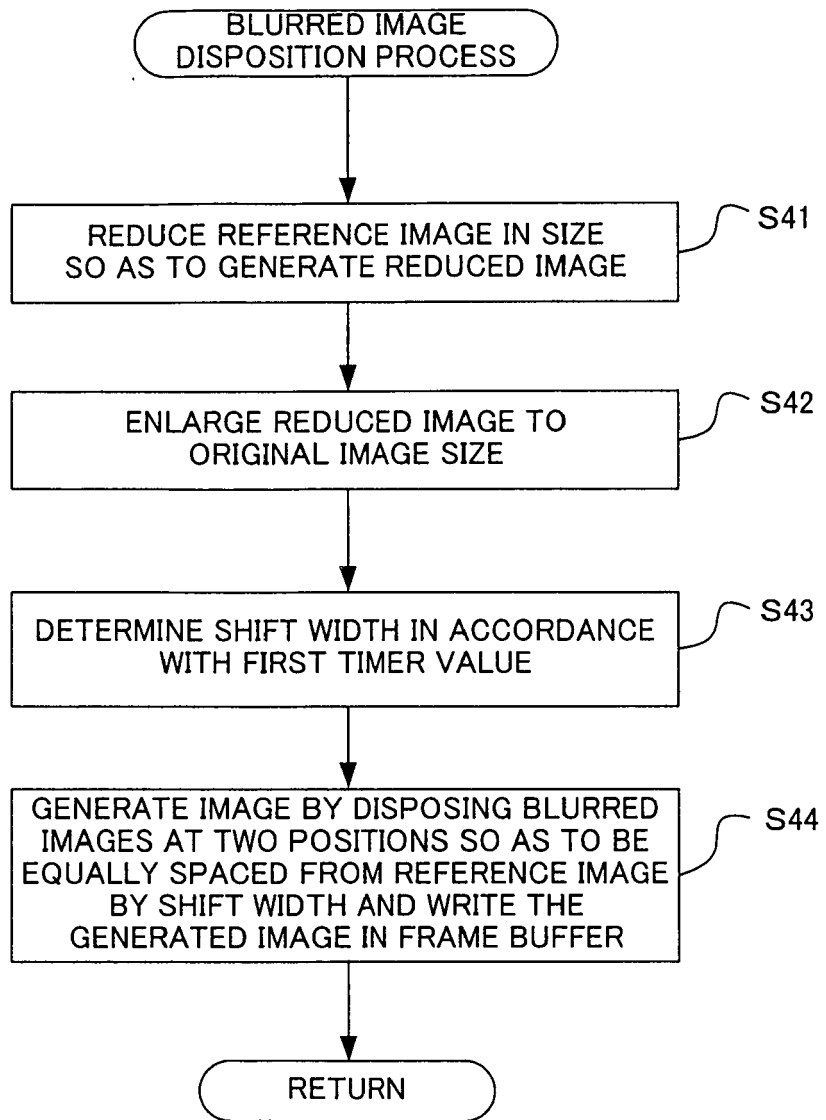 BLURRED IMAGE
DISPOSITION PROCESS
REDUCE REFERENCE IMAGE IN SIZE
SO AS TO GENERATE REDUCED IMAGE
S41
ENLARGE REDUCED IMAGE TO
ORIGINAL IMAGE SIZE
S42
DETERMINE SHIFT WIDTH IN ACCORDANCE
WITH FIRST TIMER VALUE
S43
GENERATE IMAGE BY DISPOSING BLURRED
IMAGES AT TWO POSITIONS SO AS TO BE
EQUALLY SPACED FROM REFERENCE IMAGE
BY SHIFT WIDTH AND WRITE THE
GENERATED IMAGE IN FRAME BUFFER
S44
RETURN